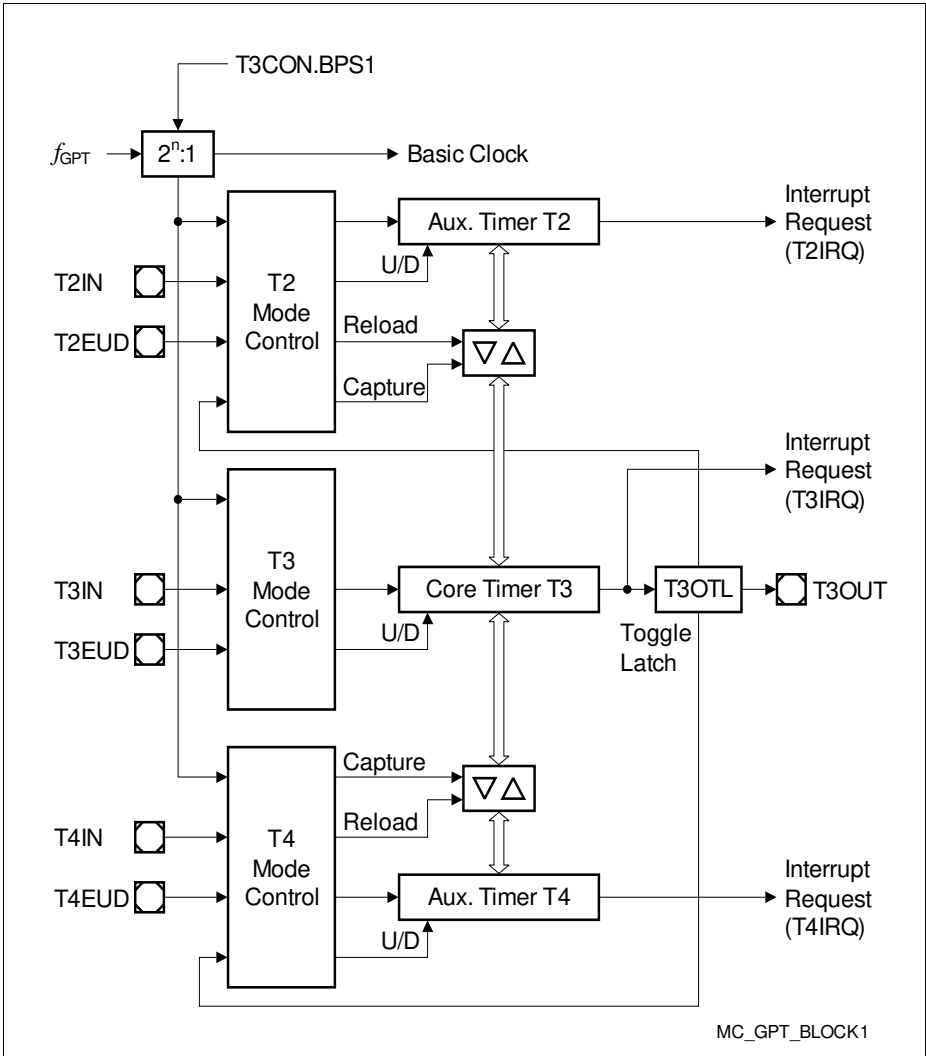 T3CON.BPS1
fGPT
2ⁿ:1
Basic Clock
Interrupt
Request
(T2IRQ)
Aux. Timer T2
U/D
T2IN
T2
Mode
Control
T2EUD
Reload
Capture
Interrupt
Request
(T3IRQ)
T3
Mode
Control
T3IN
Core Timer T3
T3OTL
T3OUT
U/D
Toggle
Latch
T3EUD
Capture
Reload
T4IN
T4
Mode
Control
T4EUD
Aux. Timer T4
U/D
Interrupt
Request
(T4IRQ)
MC_GPT_BLOCK1